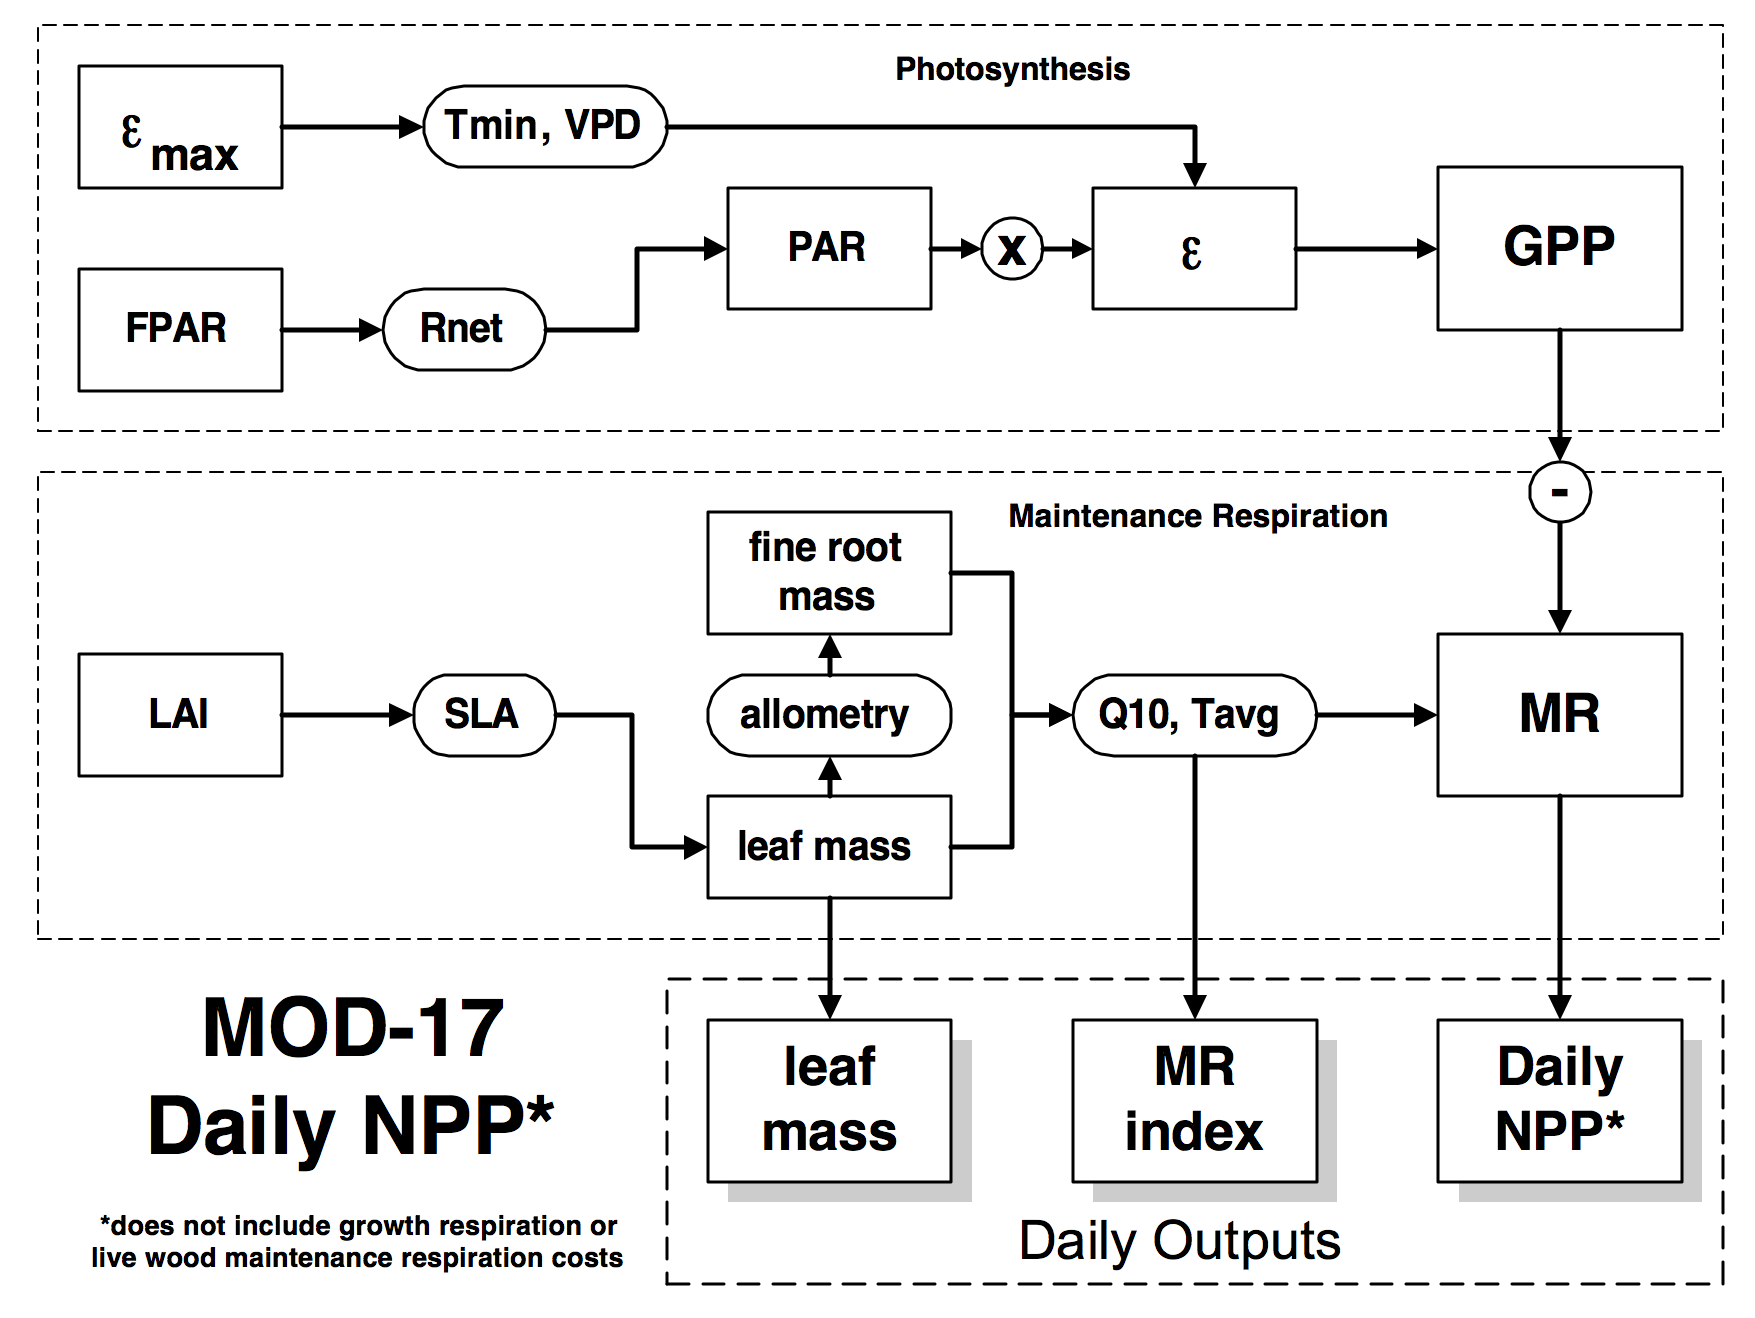 Photosynthesis
ε max
Tmin, VPD
FPAR
Rnet
PAR
x
ε
GPP
-
Maintenance Respiration
fine root
mass
LAI
SLA
allometry
Q10, Tavg
MR
leaf mass
MOD-17
Daily NPP*
*does not include growth respiration or
live wood maintenance respiration costs
leaf
mass
MR
index
Daily
NPP*
Daily Outputs